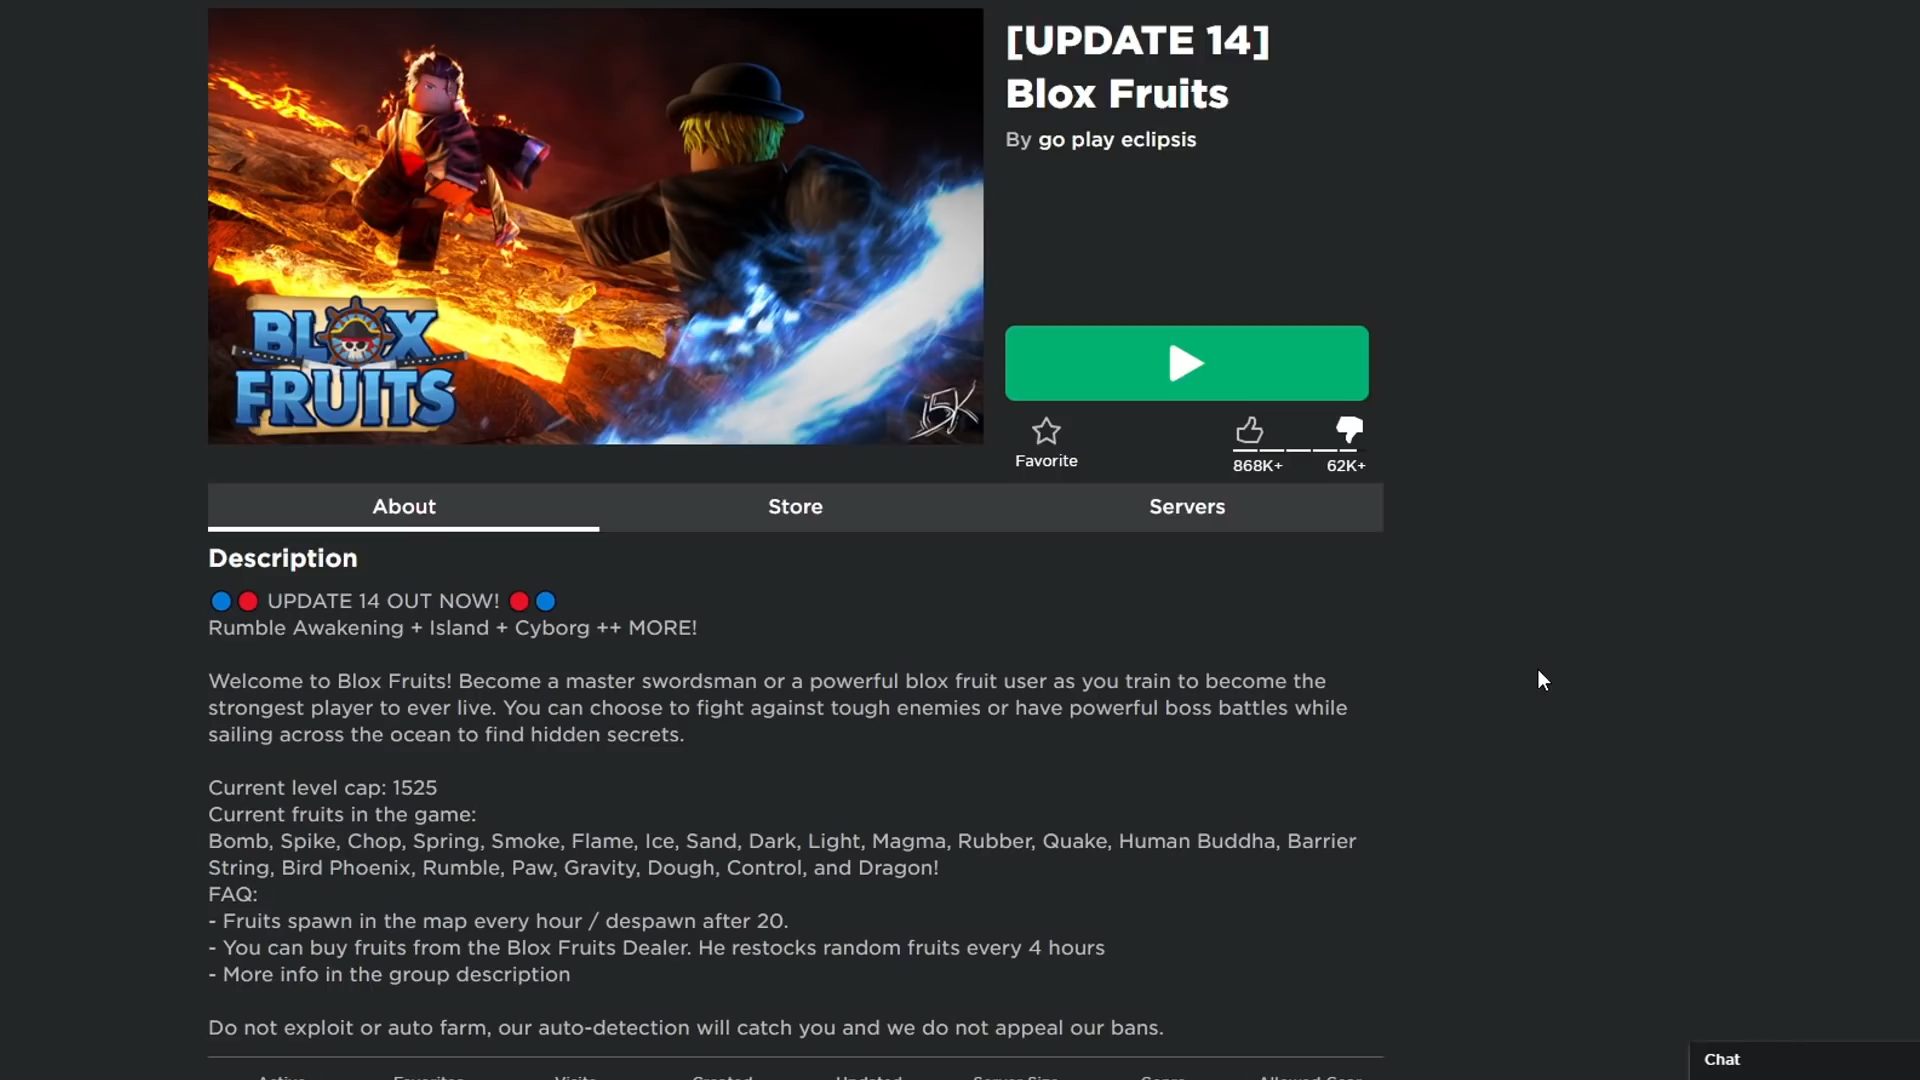 [UPDATE 14]
Blox Fruits
By go play eclipsis
BLOX
FRUITS
15K
Favorite
868K+
62K+
About
Store
Servers
Description
UPDATE 14 OUT NOW!
Rumble Awakening + Island + Cyborg ++ MORE!
Welcome to Blox Fruits! Become a master swordsman or a powerful blox fruit user as you train to become the
strongest player to ever live. You can choose to fight against tough enemies or have powerful boss battles while
sailing across the ocean to find hidden secrets.
Current level cap: 1525
Current fruits in the game:
Bomb, Spike, Chop, Spring, Smoke, Flame, Ice, Sand, Dark, Light, Magma, Rubber, Quake, Human Buddha, Barrier
String, Bird Phoenix, Rumble, Paw, Gravity, Dough, Control, and Dragon!
FAQ:
- Fruits spawn in the map every hour / despawn after 20.
- You can buy fruits from the Blox Fruits Dealer. He restocks random fruits every 4 hours
- More info in the group description
Do not exploit or auto farm, our auto-detection will catch you and we do not appeal our bans.
Chat